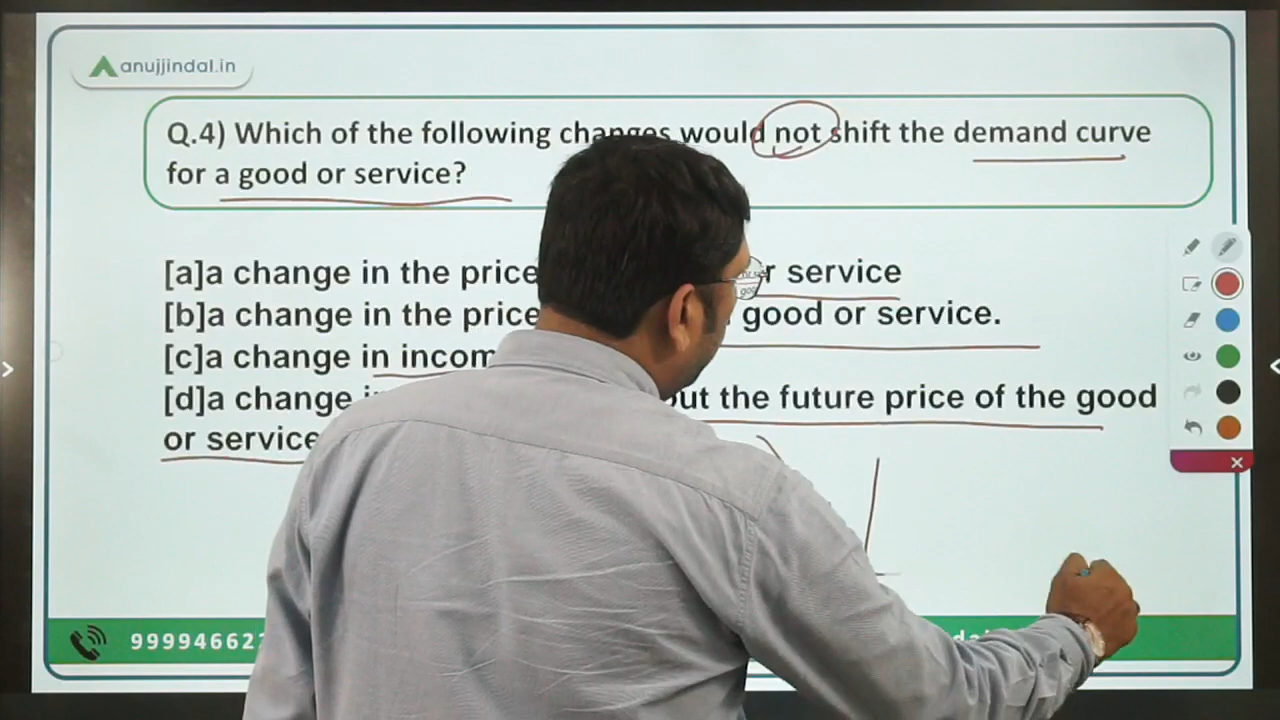 anujjindal.in
Q.4) Which of the following changes would not shift the demand curve
for a good or service?
[a]a change in the price r service
[b]a change in the price good or service.
[c]a change in incom
[d]a change out the future price of the good
or service
999946622